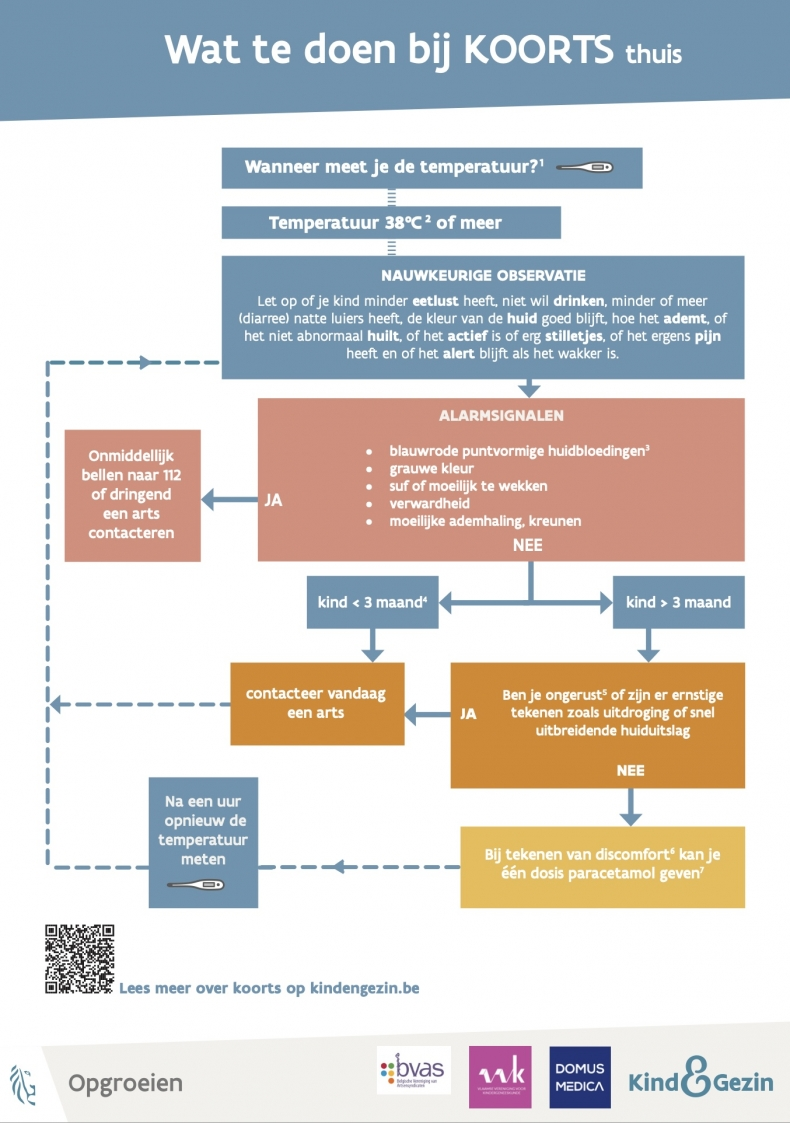 Wat te doen bij KOORTS thuis
Wanneer meet je de temperatuur?¹
Temperatuur 38°C ² of meer
NAUWKEURIGE OBSERVATIE
Let op of je kind minder eetlust heeft, niet wil drinken, minder of meer
(diarree) natte luiers heeft, de kleur van de huid goed blijft, hoe het ademt, of
het niet abnormaal huilt, of het actief is of erg stilletjes, of het ergens pijn
heeft en of het alert blijft als het wakker is.
ALARMSIGNALEN
• blauwrode puntvormige huidbloedingen³
• grauwe kleur
• suf of moeilijk te wekken
• verwardheid
• moeilijke ademhaling, kreunen
JA
NEE
Onmiddellijk
bellen naar 112
of dringend
een arts
contacteren
kind < 3 maand⁴
kind > 3 maand
contacteer vandaag
een arts
JA
Ben je ongerust⁵ of zijn er ernstige
tekenen zoals uitdroging of snel
uitbreidende huiduitslag
NEE
Bij tekenen van discomfort⁶ kan je
één dosis paracetamol geven⁷
Na een uur
opnieuw de
temperatuur
meten
Lees meer over koorts op kindengezin.be
Opgroeien
bvas
vvk
DOMUS
MEDICA
Kind & Gezin